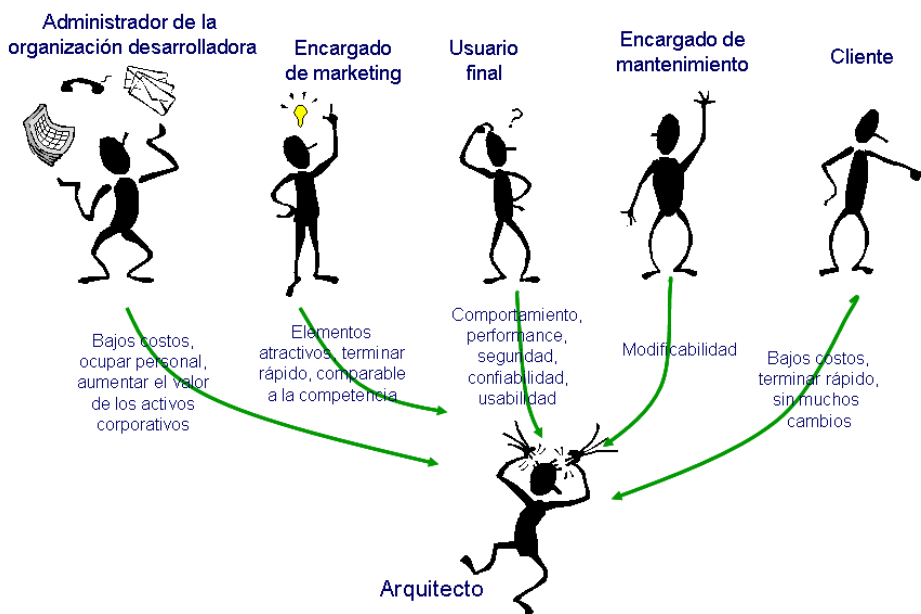 Administrador de la
organización desarrolladora
Encargado
de marketing
Usuario
final
Encargado de
mantenimiento
Cliente
?
Bajos costos,
ocupar personal,
aumentar el valor
de los activos
corporativos
Elementos
atractivos, terminar
rápido, comparable
a la competencia
Comportamiento,
performance,
seguridad,
confiabilidad,
usabilidad
Modificabilidad
Bajos costos,
terminar rápido,
sin muchos
cambios
Arquitecto